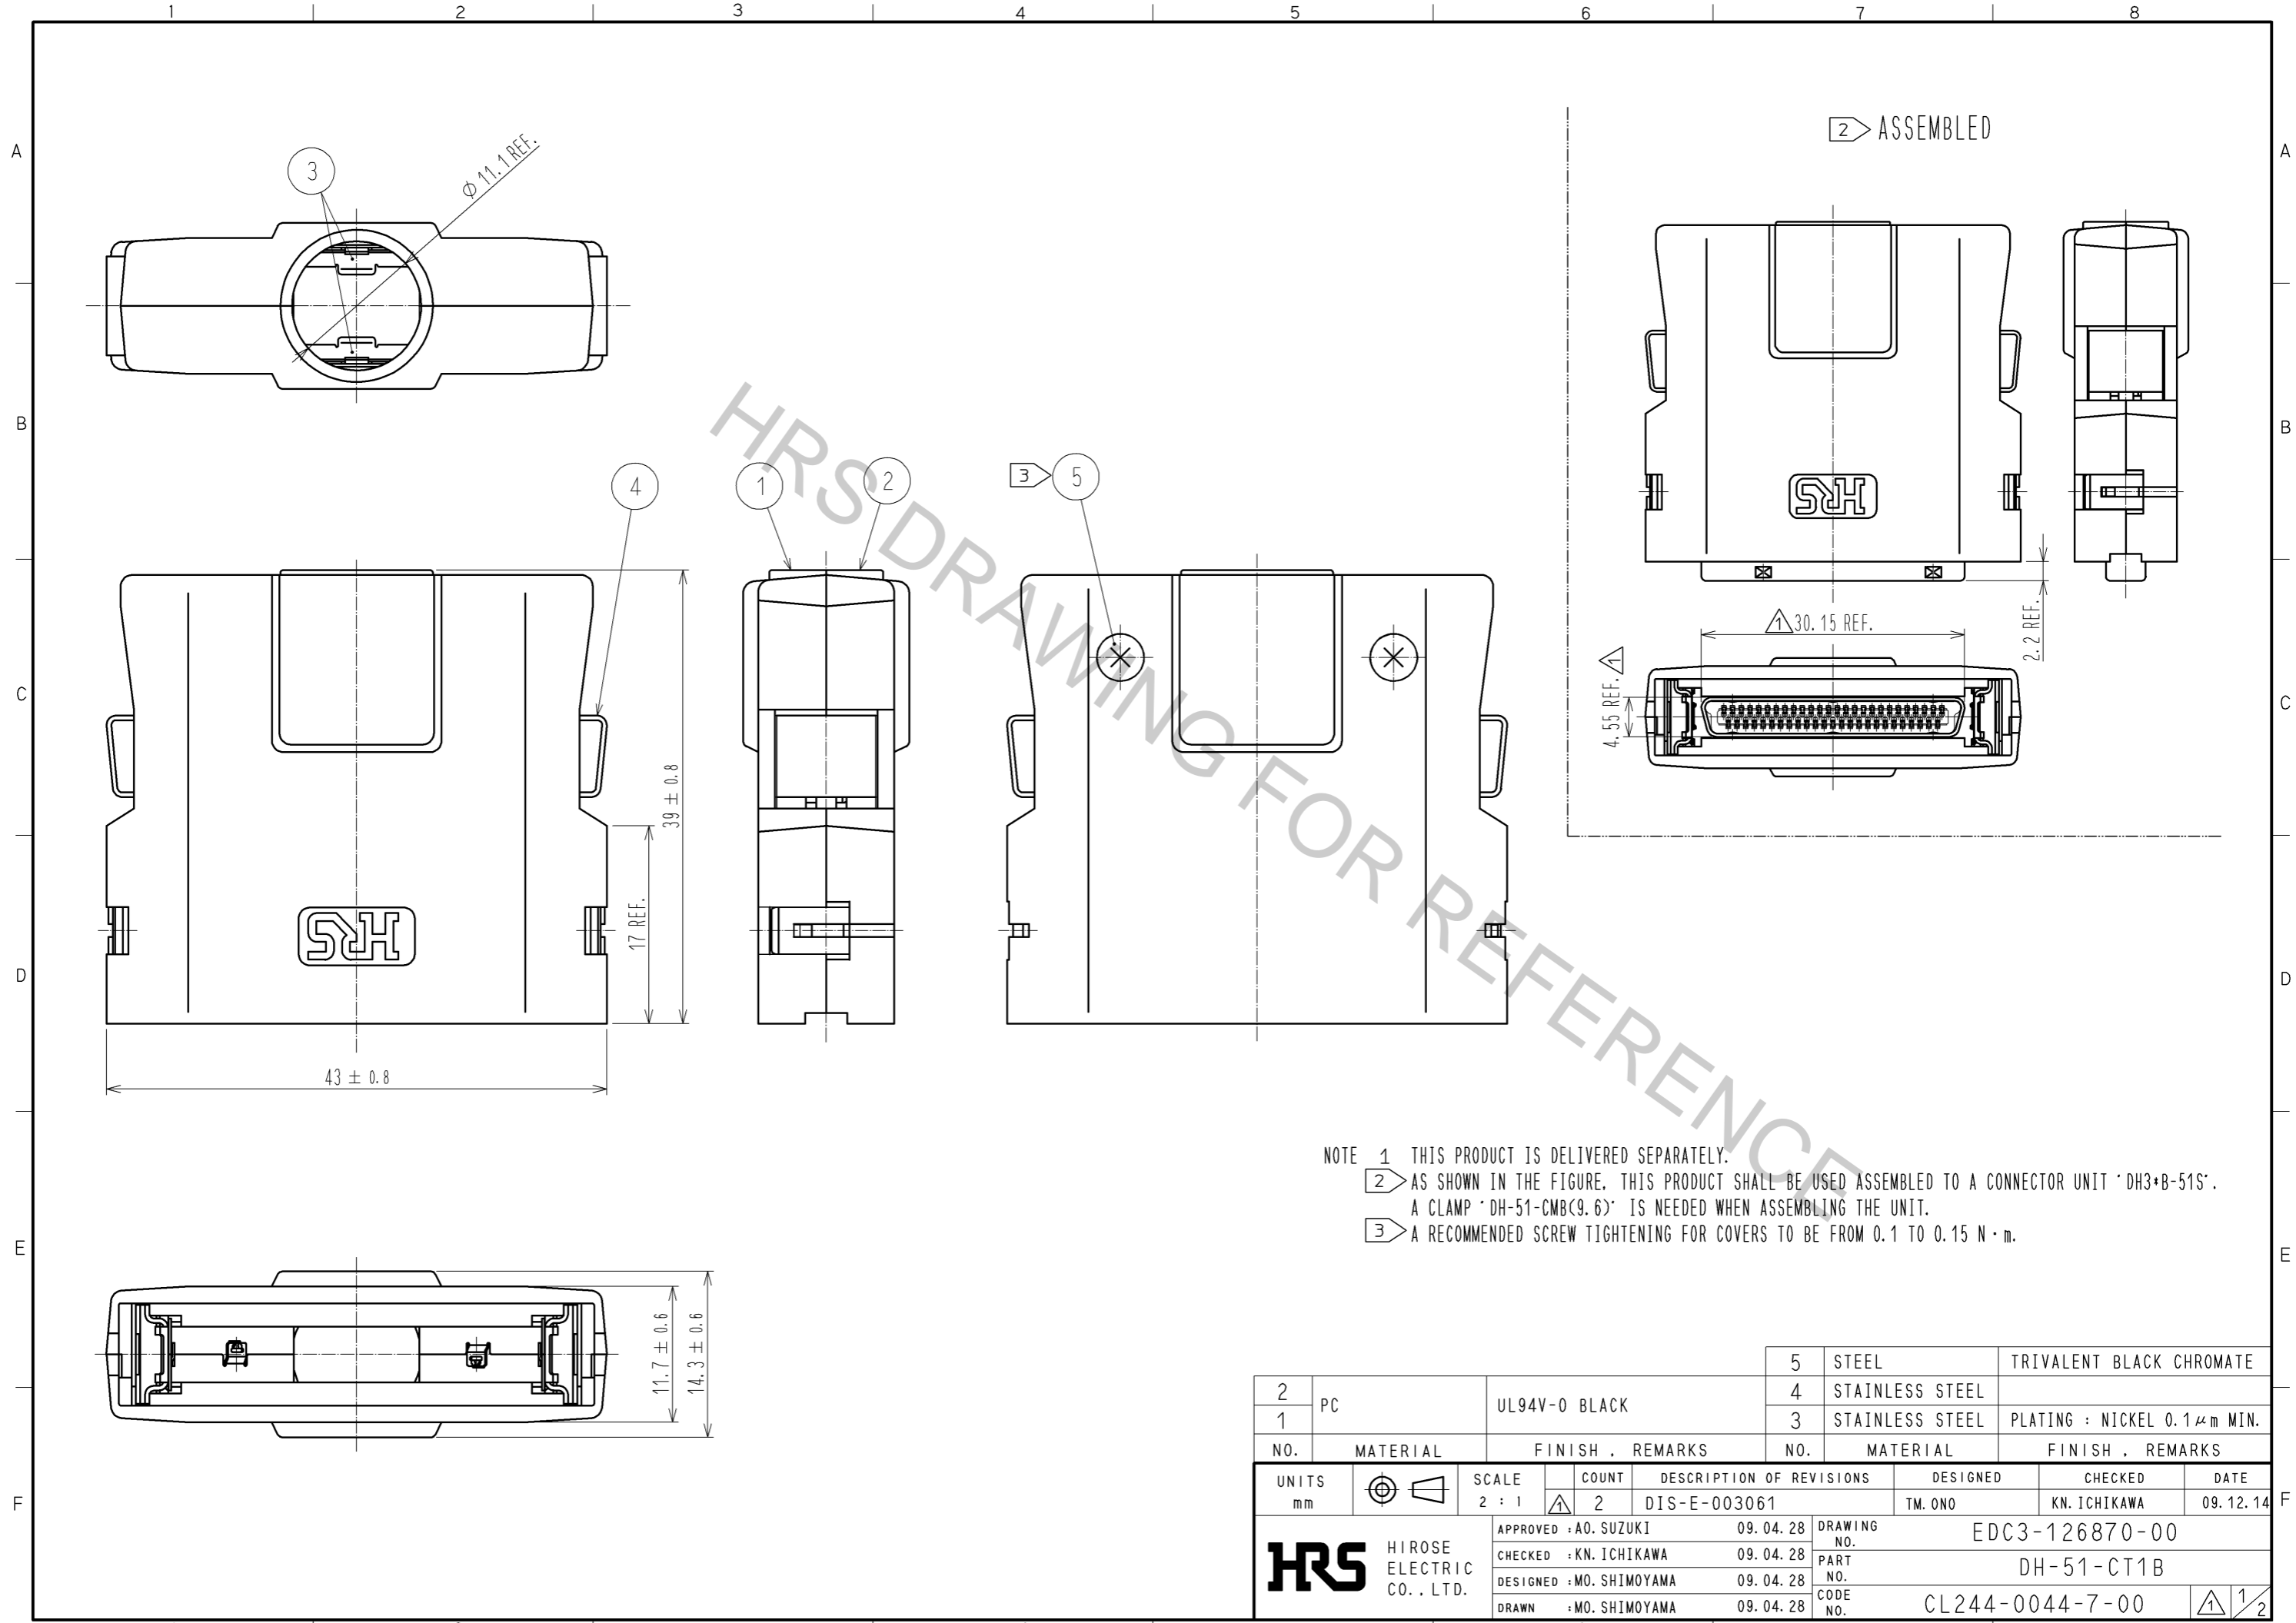 1 2 3 4 5 6 7 8
A
B
C
D
E
F
A
B
C
D
E
F
3
Φ 11.1 REF.
2 ASSEMBLED
4
1
2
3 5
HRS
HRS
39 ± 0.8
17 REF.
43 ± 0.8
1 30.15 REF.
4.55 REF. 1
2.2 REF.
11.7 ± 0.6
14.3 ± 0.6
HRS DRAWING FOR REFERENCE
NOTE 1 THIS PRODUCT IS DELIVERED SEPARATELY.
2 AS SHOWN IN THE FIGURE, THIS PRODUCT SHALL BE USED ASSEMBLED TO A CONNECTOR UNIT "DH3*B-51S".
A CLAMP "DH-51-CMB(9.6)" IS NEEDED WHEN ASSEMBLING THE UNIT.
3 A RECOMMENDED SCREW TIGHTENING FOR COVERS TO BE FROM 0.1 TO 0.15 N・m.
5 STEEL TRIVALENT BLACK CHROMATE
2 PC UL94V-0 BLACK 4 STAINLESS STEEL
1 3 STAINLESS STEEL PLATING : NICKEL 0.1μm MIN.
NO. MATERIAL FINISH , REMARKS NO. MATERIAL FINISH , REMARKS
UNITS mm SCALE 2 : 1 COUNT DESCRIPTION OF REVISIONS DESIGNED CHECKED DATE
1 2 DIS-E-003061 TM.ONO KN.ICHIKAWA 09.12.14
HRS HIROSE ELECTRIC CO.,LTD.
APPROVED :AO.SUZUKI 09.04.28 DRAWING NO. EDC3-126870-00
CHECKED :KN.ICHIKAWA 09.04.28 PART NO. DH-51-CT1B
DESIGNED :MO.SHIMOYAMA 09.04.28
DRAWN :MO.SHIMOYAMA 09.04.28 CODE NO. CL244-0044-7-00 1 1/2